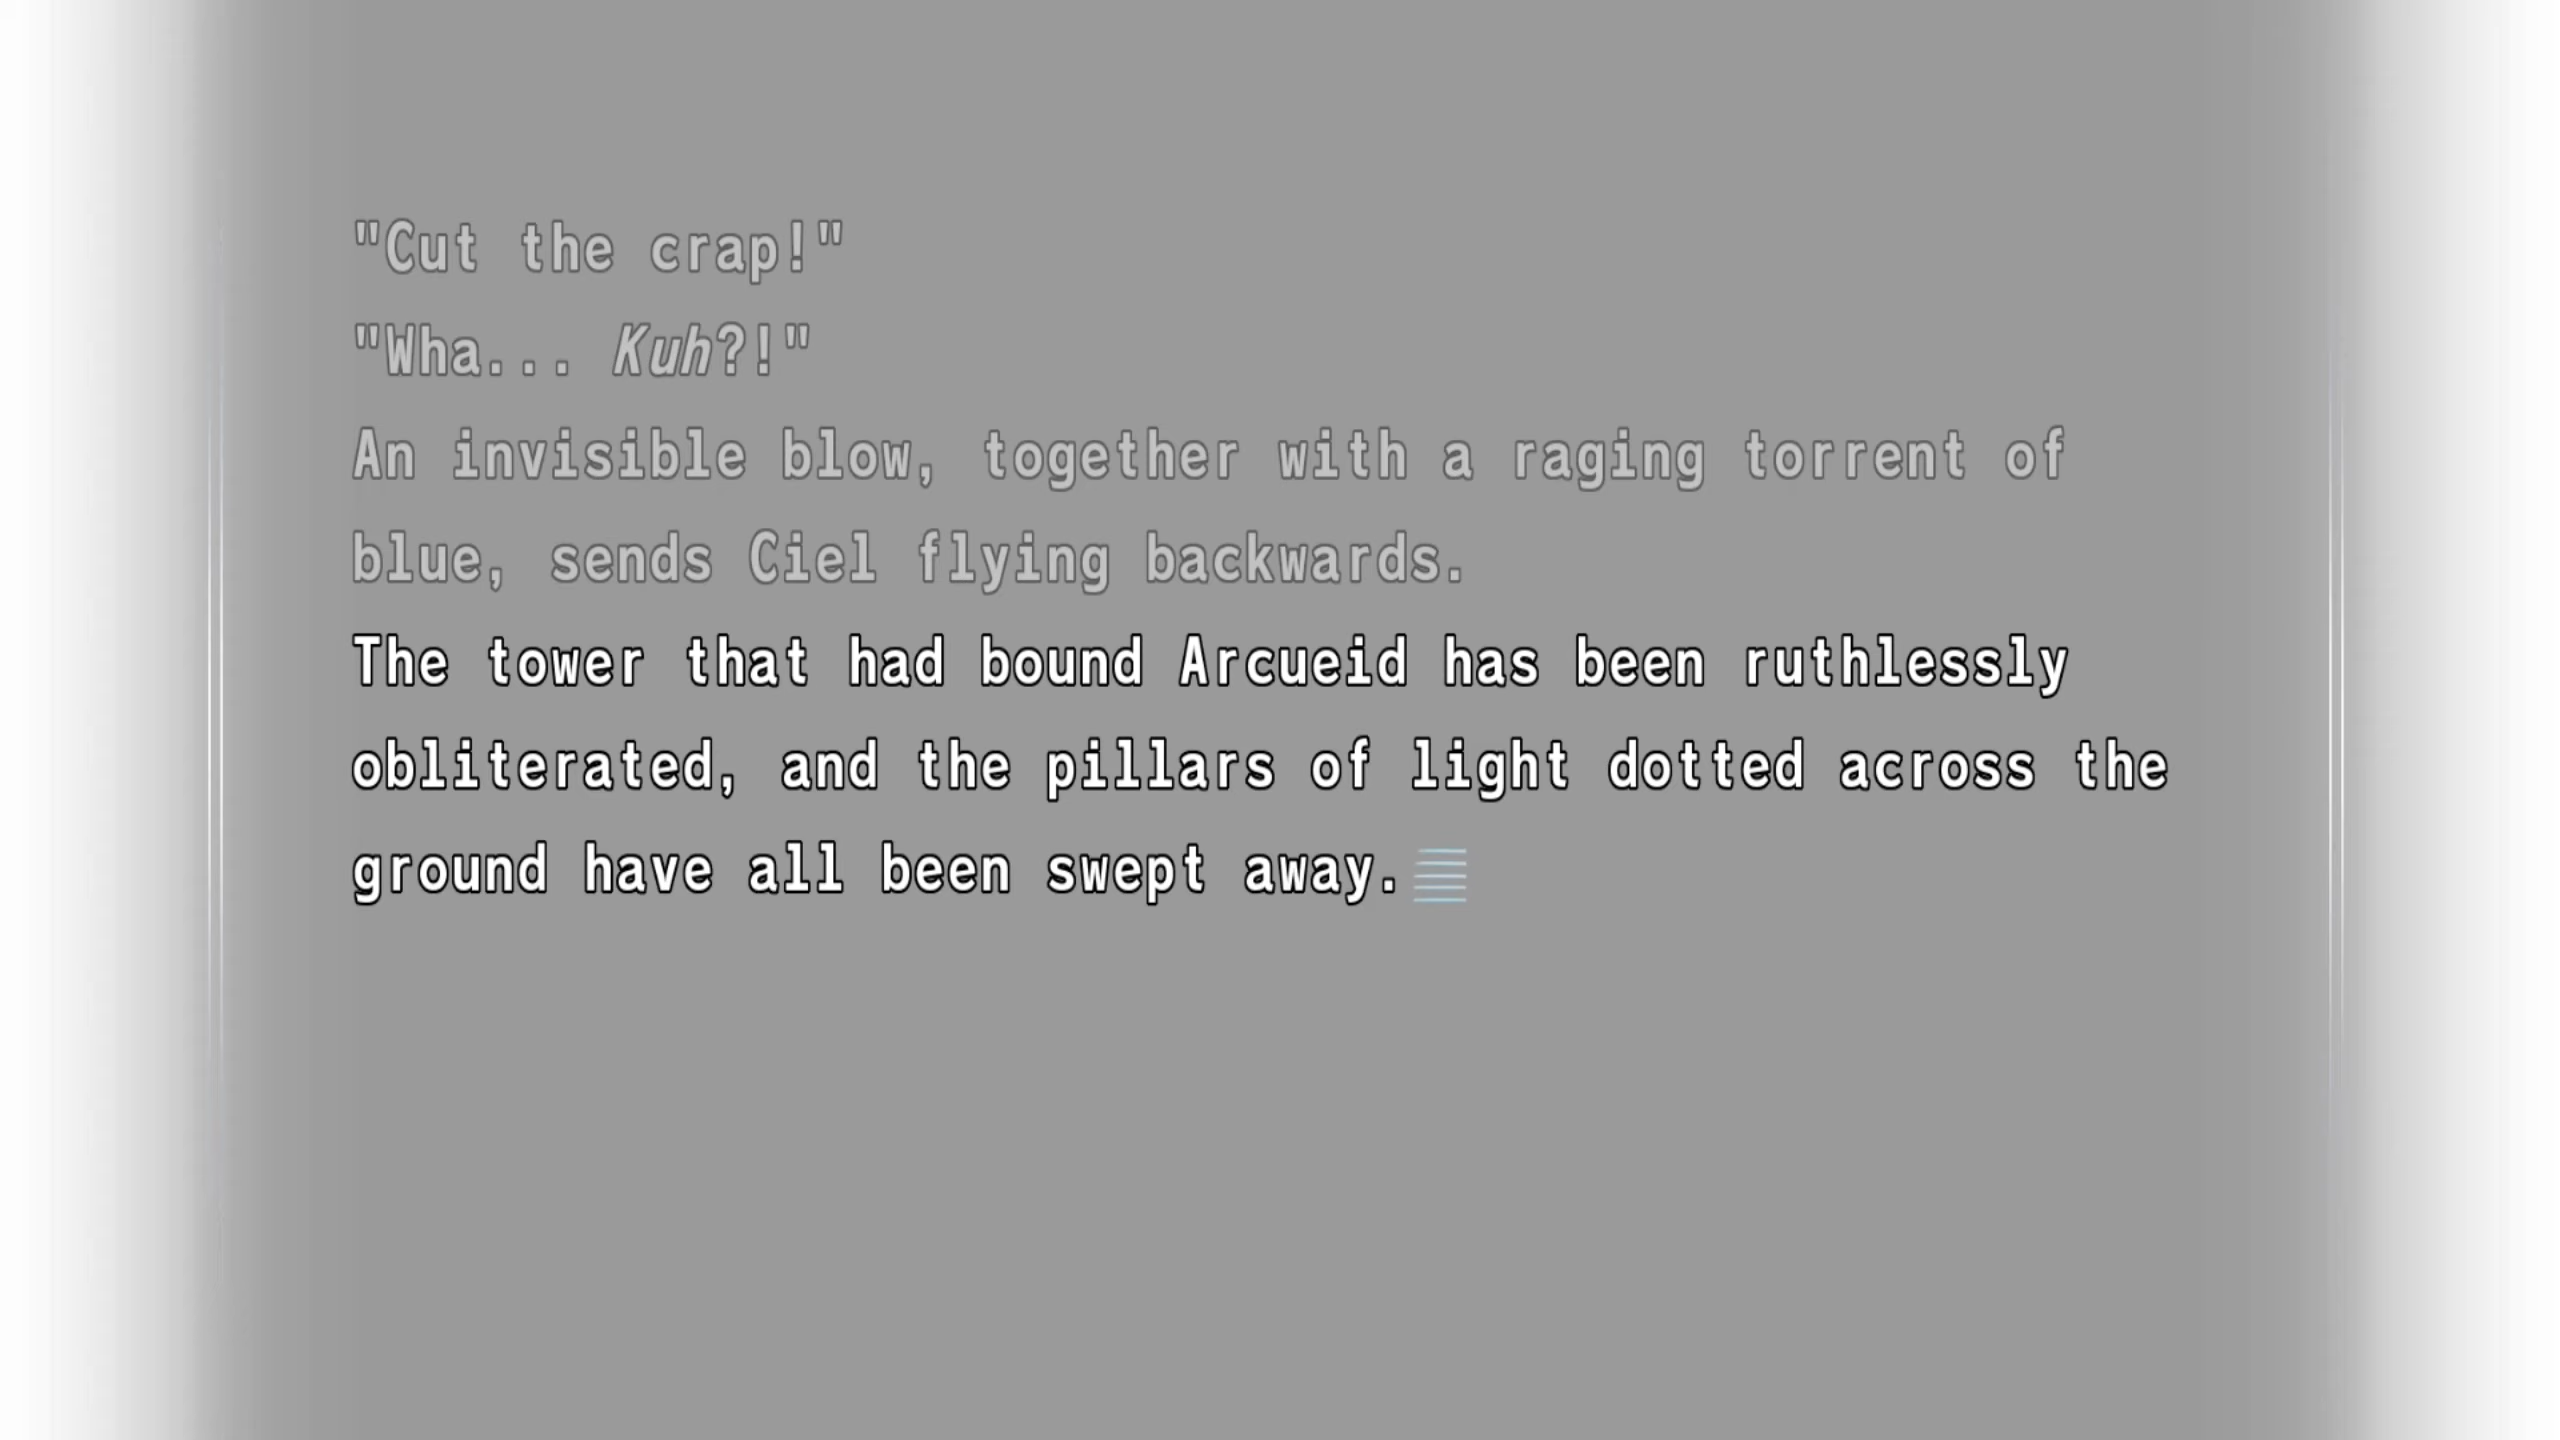 "Cut the crap!"
"Wha... Kuh?!"
An invisible blow, together with a raging torrent of
blue, sends Ciel flying backwards.
The tower that had bound Arcueid has been ruthlessly
obliterated, and the pillars of light dotted across the
ground have all been swept away.